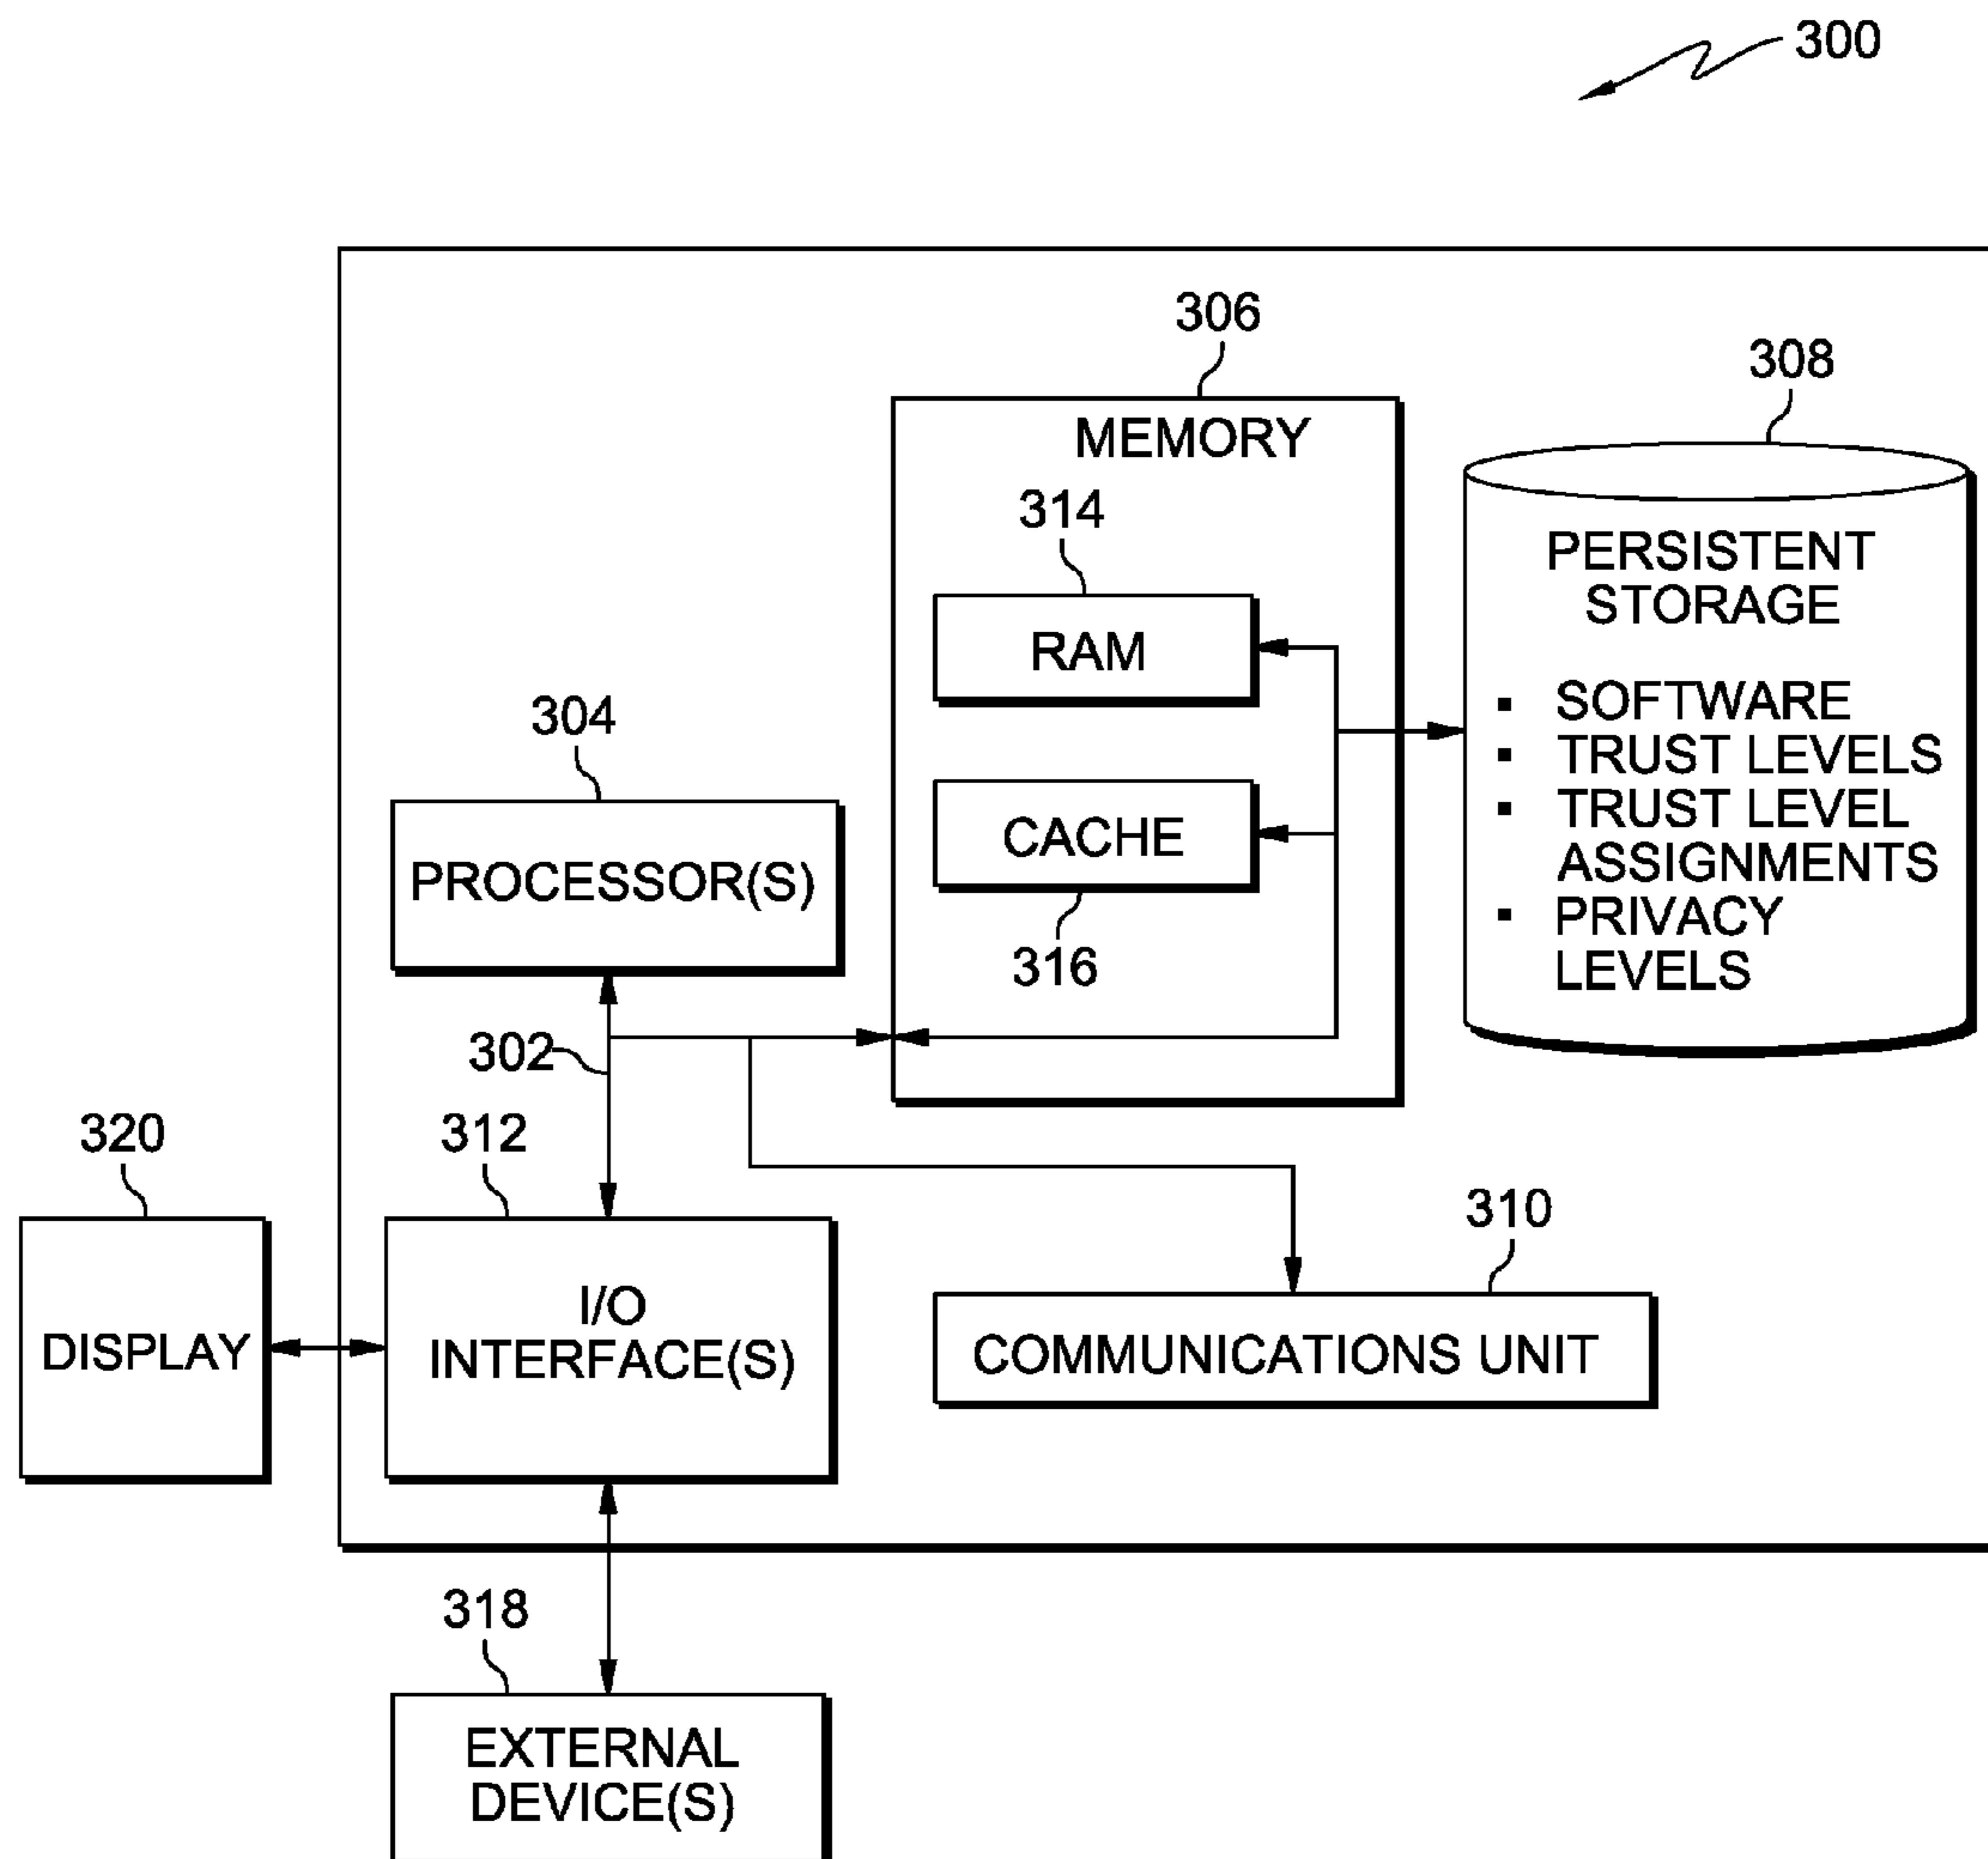 300
306
308
MEMORY
314
PERSISTENT
STORAGE
RAM
▪ SOFTWARE
304
▪ TRUST LEVELS
▪ TRUST LEVEL
ASSIGNMENTS
CACHE
PROCESSOR(S)
▪ PRIVACY
LEVELS
316
302
320
312
310
I/O
INTERFACE(S)
DISPLAY
COMMUNICATIONS UNIT
318
EXTERNAL
DEVICE(S)